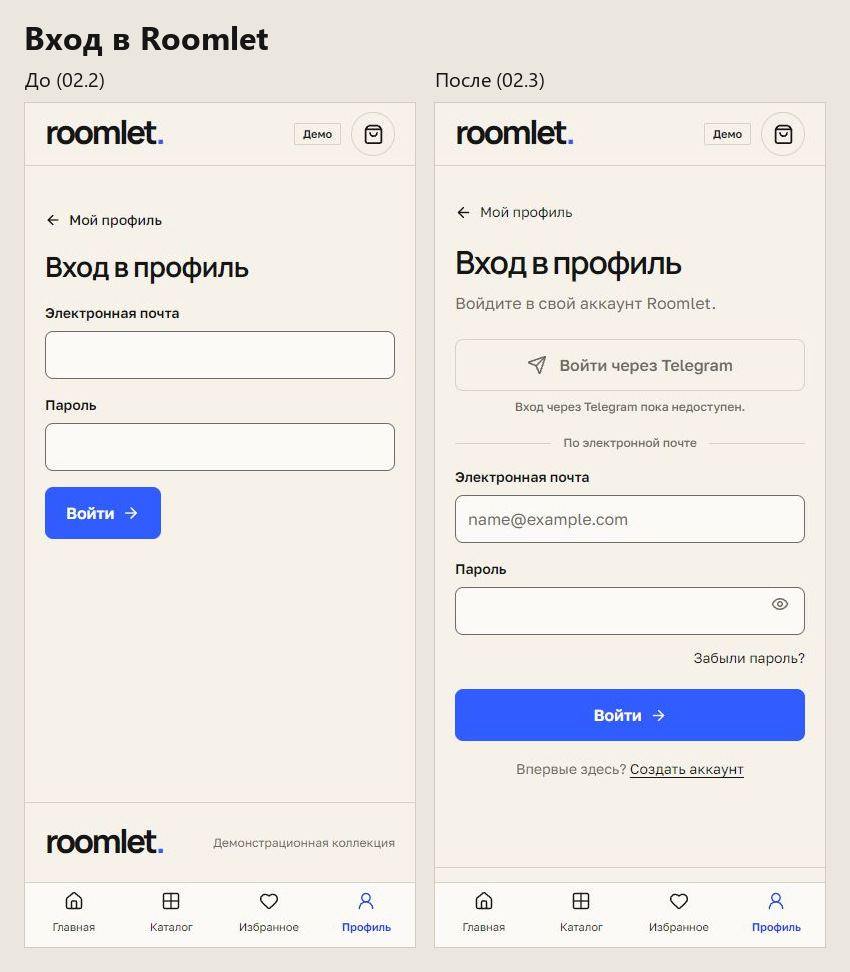 Вход в Roomlet
До (02.2)
roomlet.
Демо
Мой профиль
Вход в профиль
Электронная почта
Пароль
Войти
roomlet.
Демонстрационная коллекция
Главная
Каталог
Избранное
Профиль
После (02.3)
roomlet.
Демо
Мой профиль
Вход в профиль
Войдите в свой аккаунт Roomlet.
Войти через Telegram
Вход через Telegram пока недоступен.
По электронной почте
Электронная почта
name@example.com
Пароль
Забыли пароль?
Войти
Впервые здесь? Создать аккаунт
Главная
Каталог
Избранное
Профиль